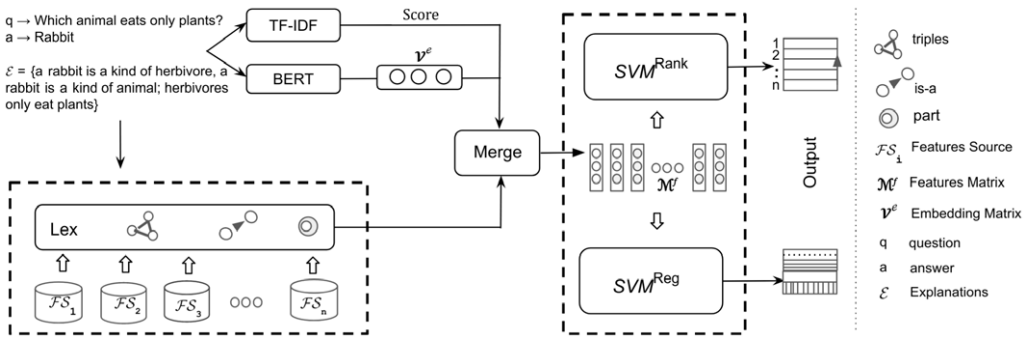 q → Which animal eats only plants?
a → Rabbit
ℰ = {a rabbit is a kind of herbivore, a
rabbit is a kind of animal; herbivores
only eat plants}
TF-IDF
Score
BERT
𝒱ᵉ
Merge
Lex
ℱ𝒮₁
ℱ𝒮₂
ℱ𝒮₃
ℱ𝒮ₙ
SVM^Rank
ℳᶠ
SVM^Reg
1
2
n
Output
triples
is-a
part
ℱ𝒮ᵢ Features Source
ℳᶠ Features Matrix
𝒱ᵉ Embedding Matrix
q question
a answer
ℰ Explanations